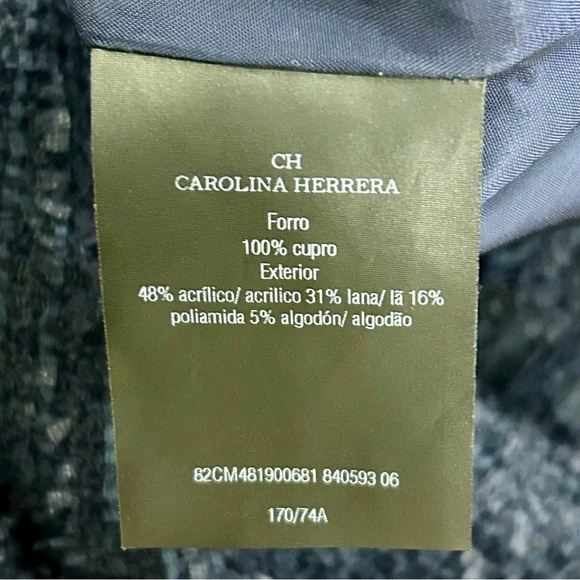 CH
CAROLINA HERRERA
Forro
100% cupro
Exterior
48% acrílico/ acrilico 31% lana/ lã 16%
poliamida 5% algodón/ algodão
82CM481900681 840593 06
170/74A